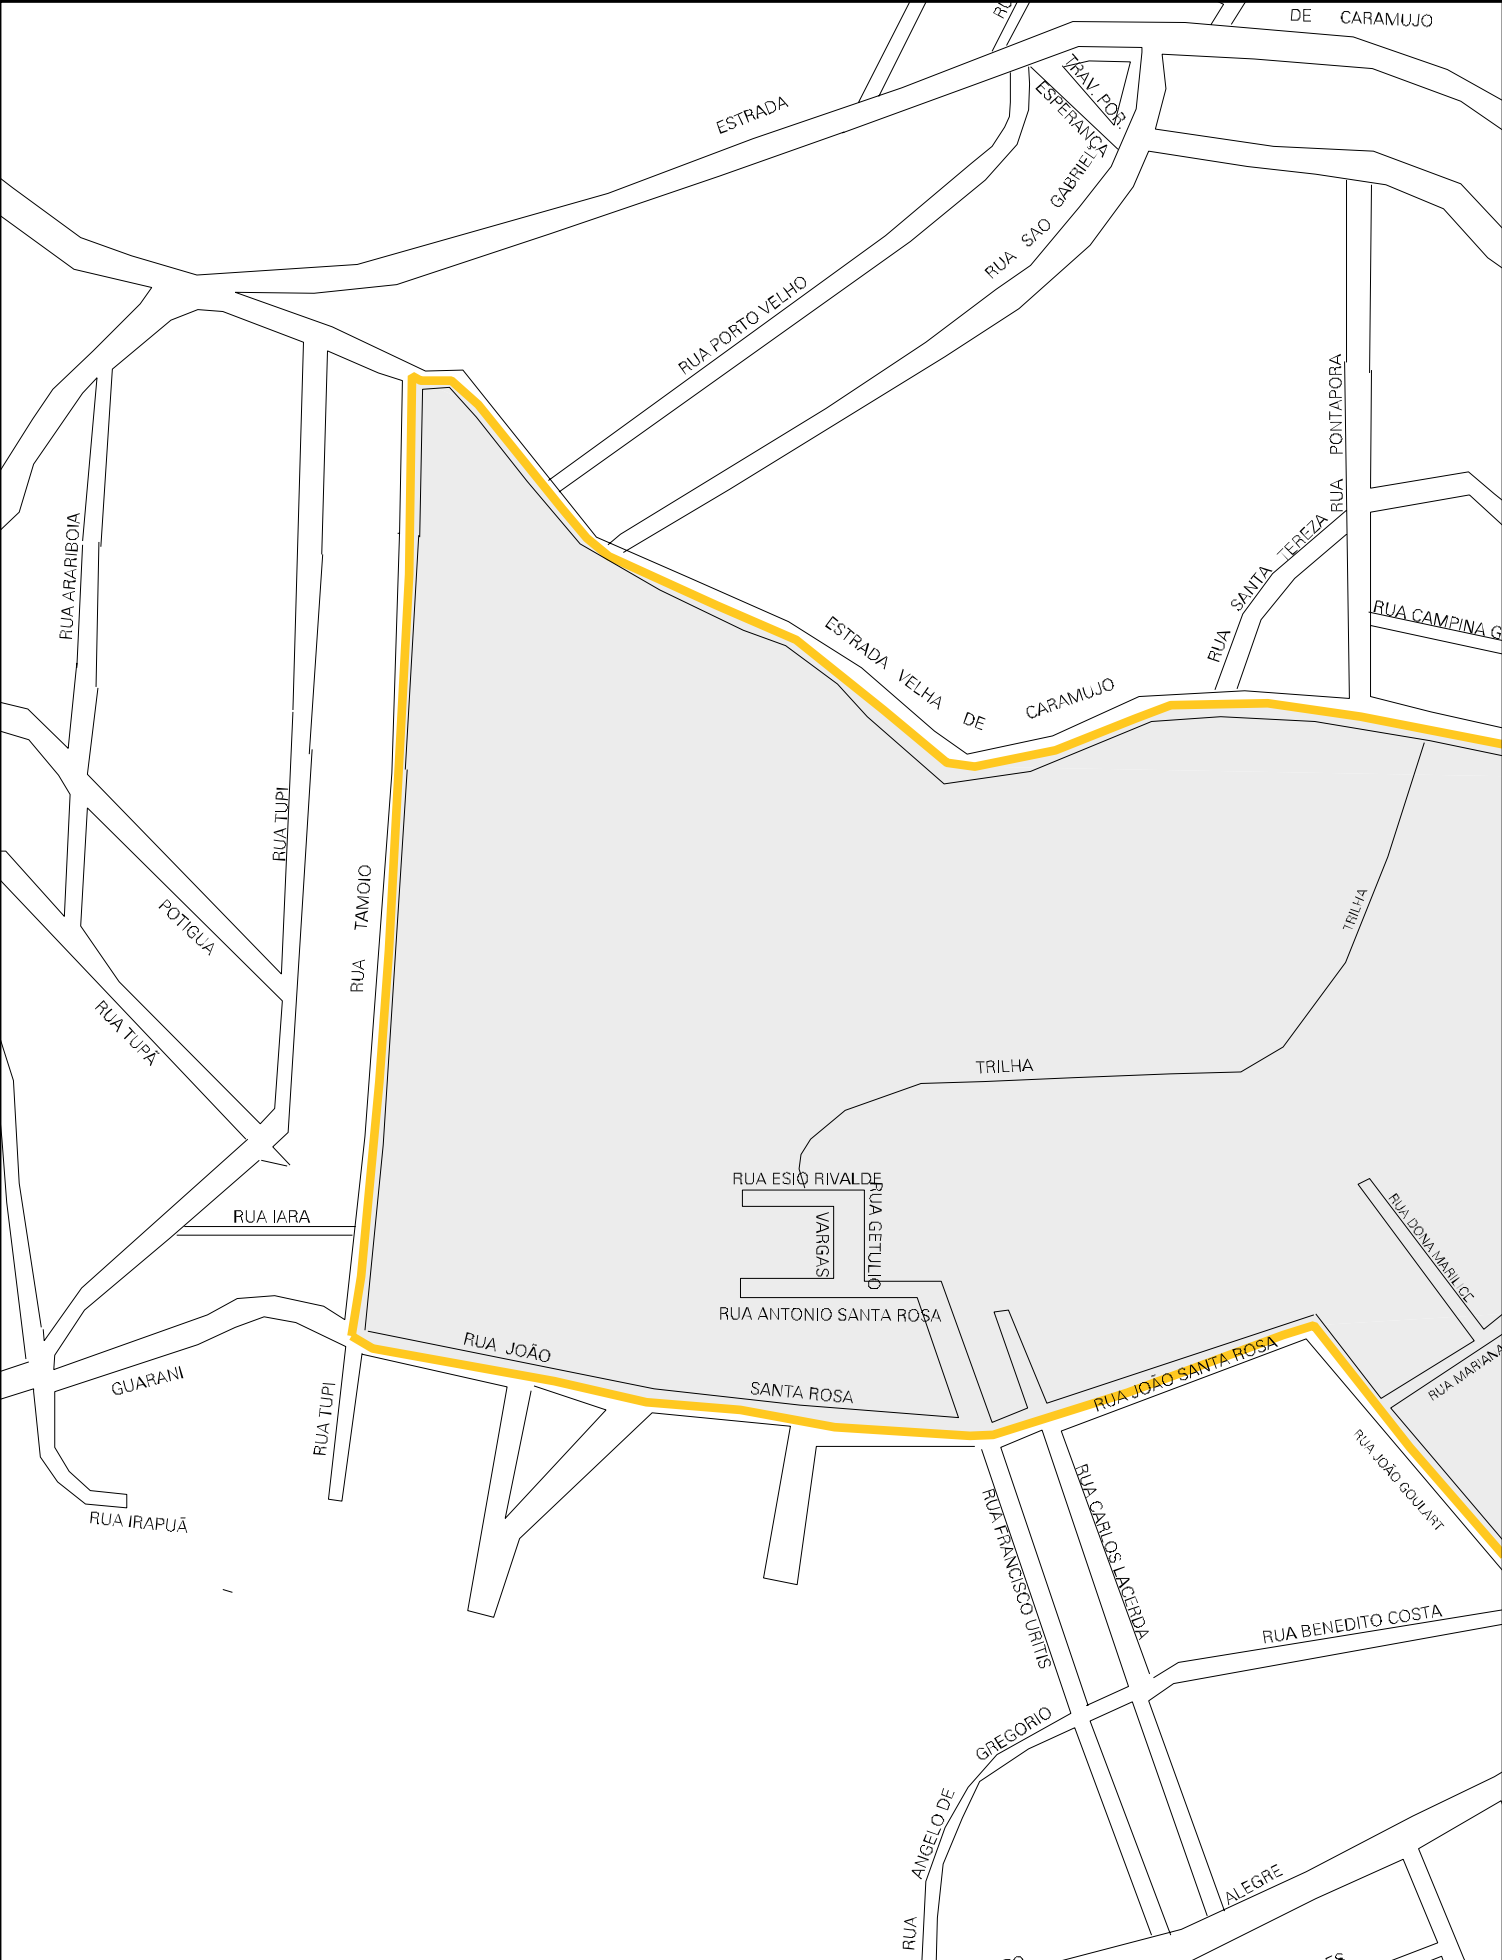 DE CARAMUJO
ESTRADA
TRAV. POR.
ESPERANÇA
RUA SAO GABRIEL
RUA PORTO VELHO
RUA PONTAPORA
RUA SANTA TEREZA
RUA CAMPINA G
RUA ARARIBOIA
ESTRADA VELHA DE CARAMUJO
RUA TUPI
RUA TAMOIO
POTIGUA
TRILHA
RUA TUPÃ
TRILHA
RUA ESIO RIVALDE
RUA GETULIO
VARGAS
RUA DONA MARILICE
RUA IARA
RUA ANTONIO SANTA ROSA
RUA JOÃO
SANTA ROSA
RUA JOÃO SANTA ROSA
RUA MARIANA
GUARANI
RUA TUPI
RUA JOÃO GOULART
RUA IRAPUÃ
RUA FRANCISCO URITIS
RUA CARLOS LACERDA
RUA BENEDITO COSTA
RUA ANGELO DE GREGORIO
ALEGRE